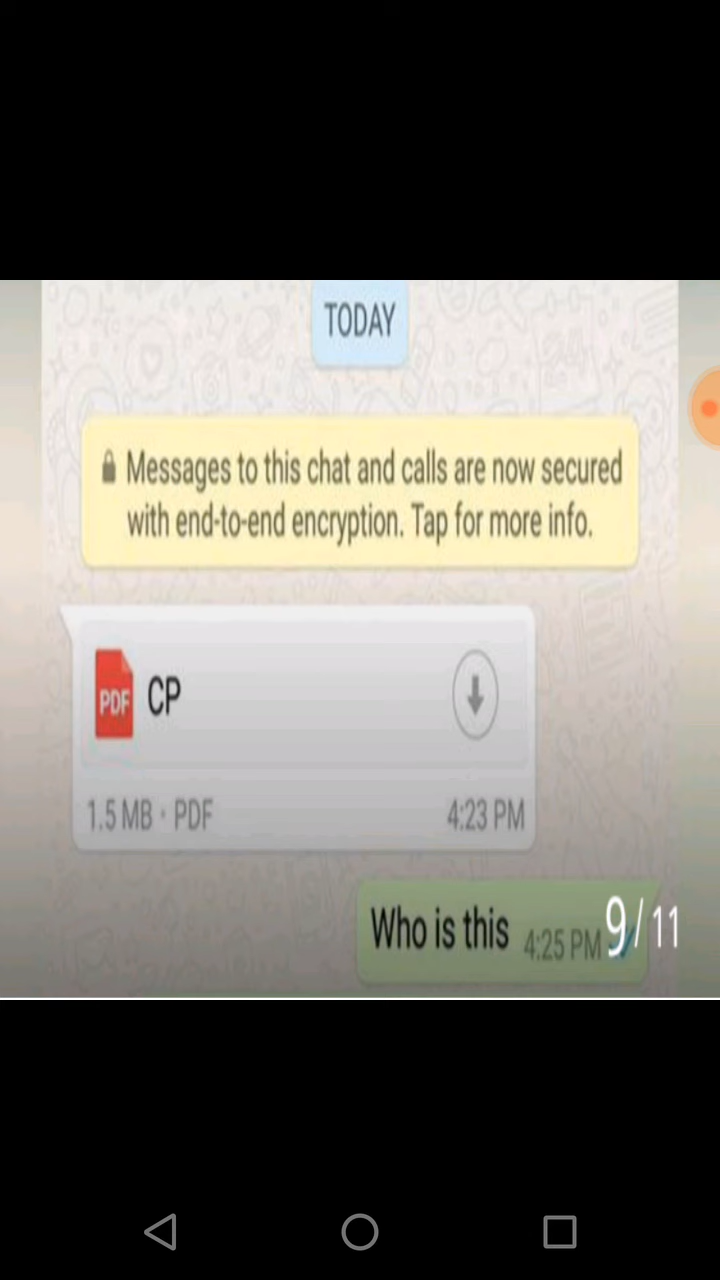 TODAY
Messages to this chat and calls are now secured
with end-to-end encryption. Tap for more info.
PDF CP
1.5 MB · PDF 4:23 PM
Who is this 4:25 PM
9/11